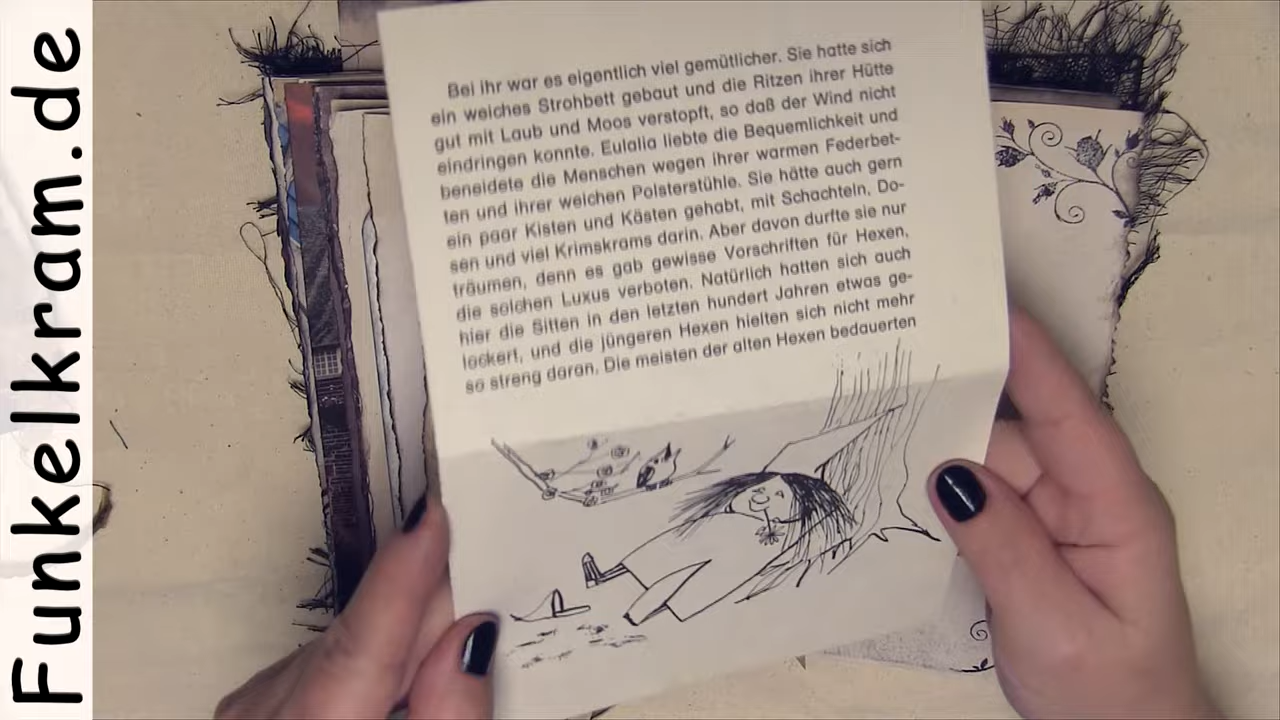 Funkelkram.de
Bei ihr war es eigentlich viel gemütlicher. Sie hatte sich
ein weiches Strohbett gebaut und die Ritzen ihrer Hütte
gut mit Laub und Moos verstopft, so daß der Wind nicht
eindringen konnte. Eulalia liebte die Bequemlichkeit und
beneidete die Menschen wegen ihrer warmen Federbet-
ten und ihrer weichen Polsterstühle. Sie hätte auch gern
ein paar Kisten und Kästen gehabt, mit Schachteln, Do-
sen und viel Krimskrams darin. Aber davon durfte sie nur
träumen, denn es gab gewisse Vorschriften für Hexen,
die solchen Luxus verboten. Natürlich hatten sich auch
hier die Sitten in den letzten hundert Jahren etwas ge-
lockert, und die jüngeren Hexen hielten sich nicht mehr
so streng daran. Die meisten der alten Hexen bedauerten